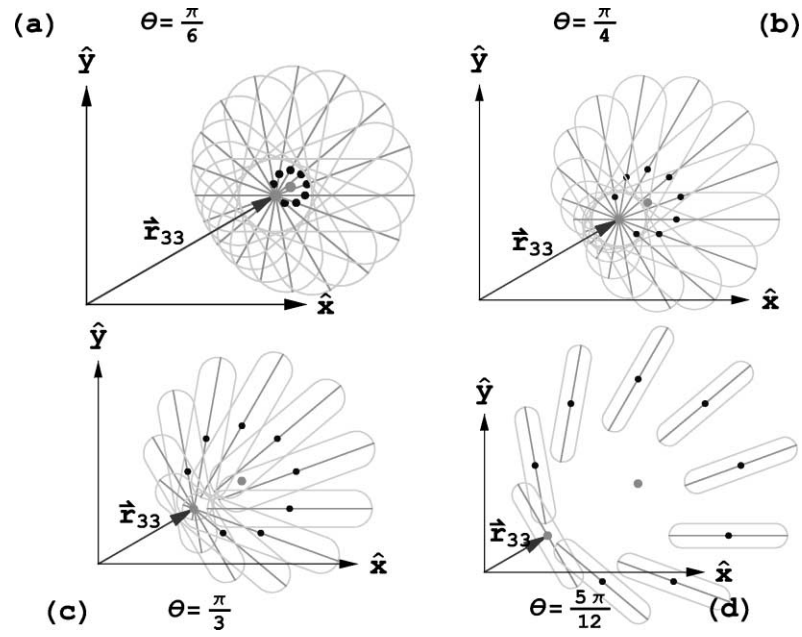 (a) θ = π/6
θ = π/4 (b)
ŷ
r⃗33
x̂
ŷ
r⃗33
x̂
ŷ
r⃗33
x̂
ŷ
r⃗33
x̂
(c) θ = π/3
θ = 5π/12 (d)